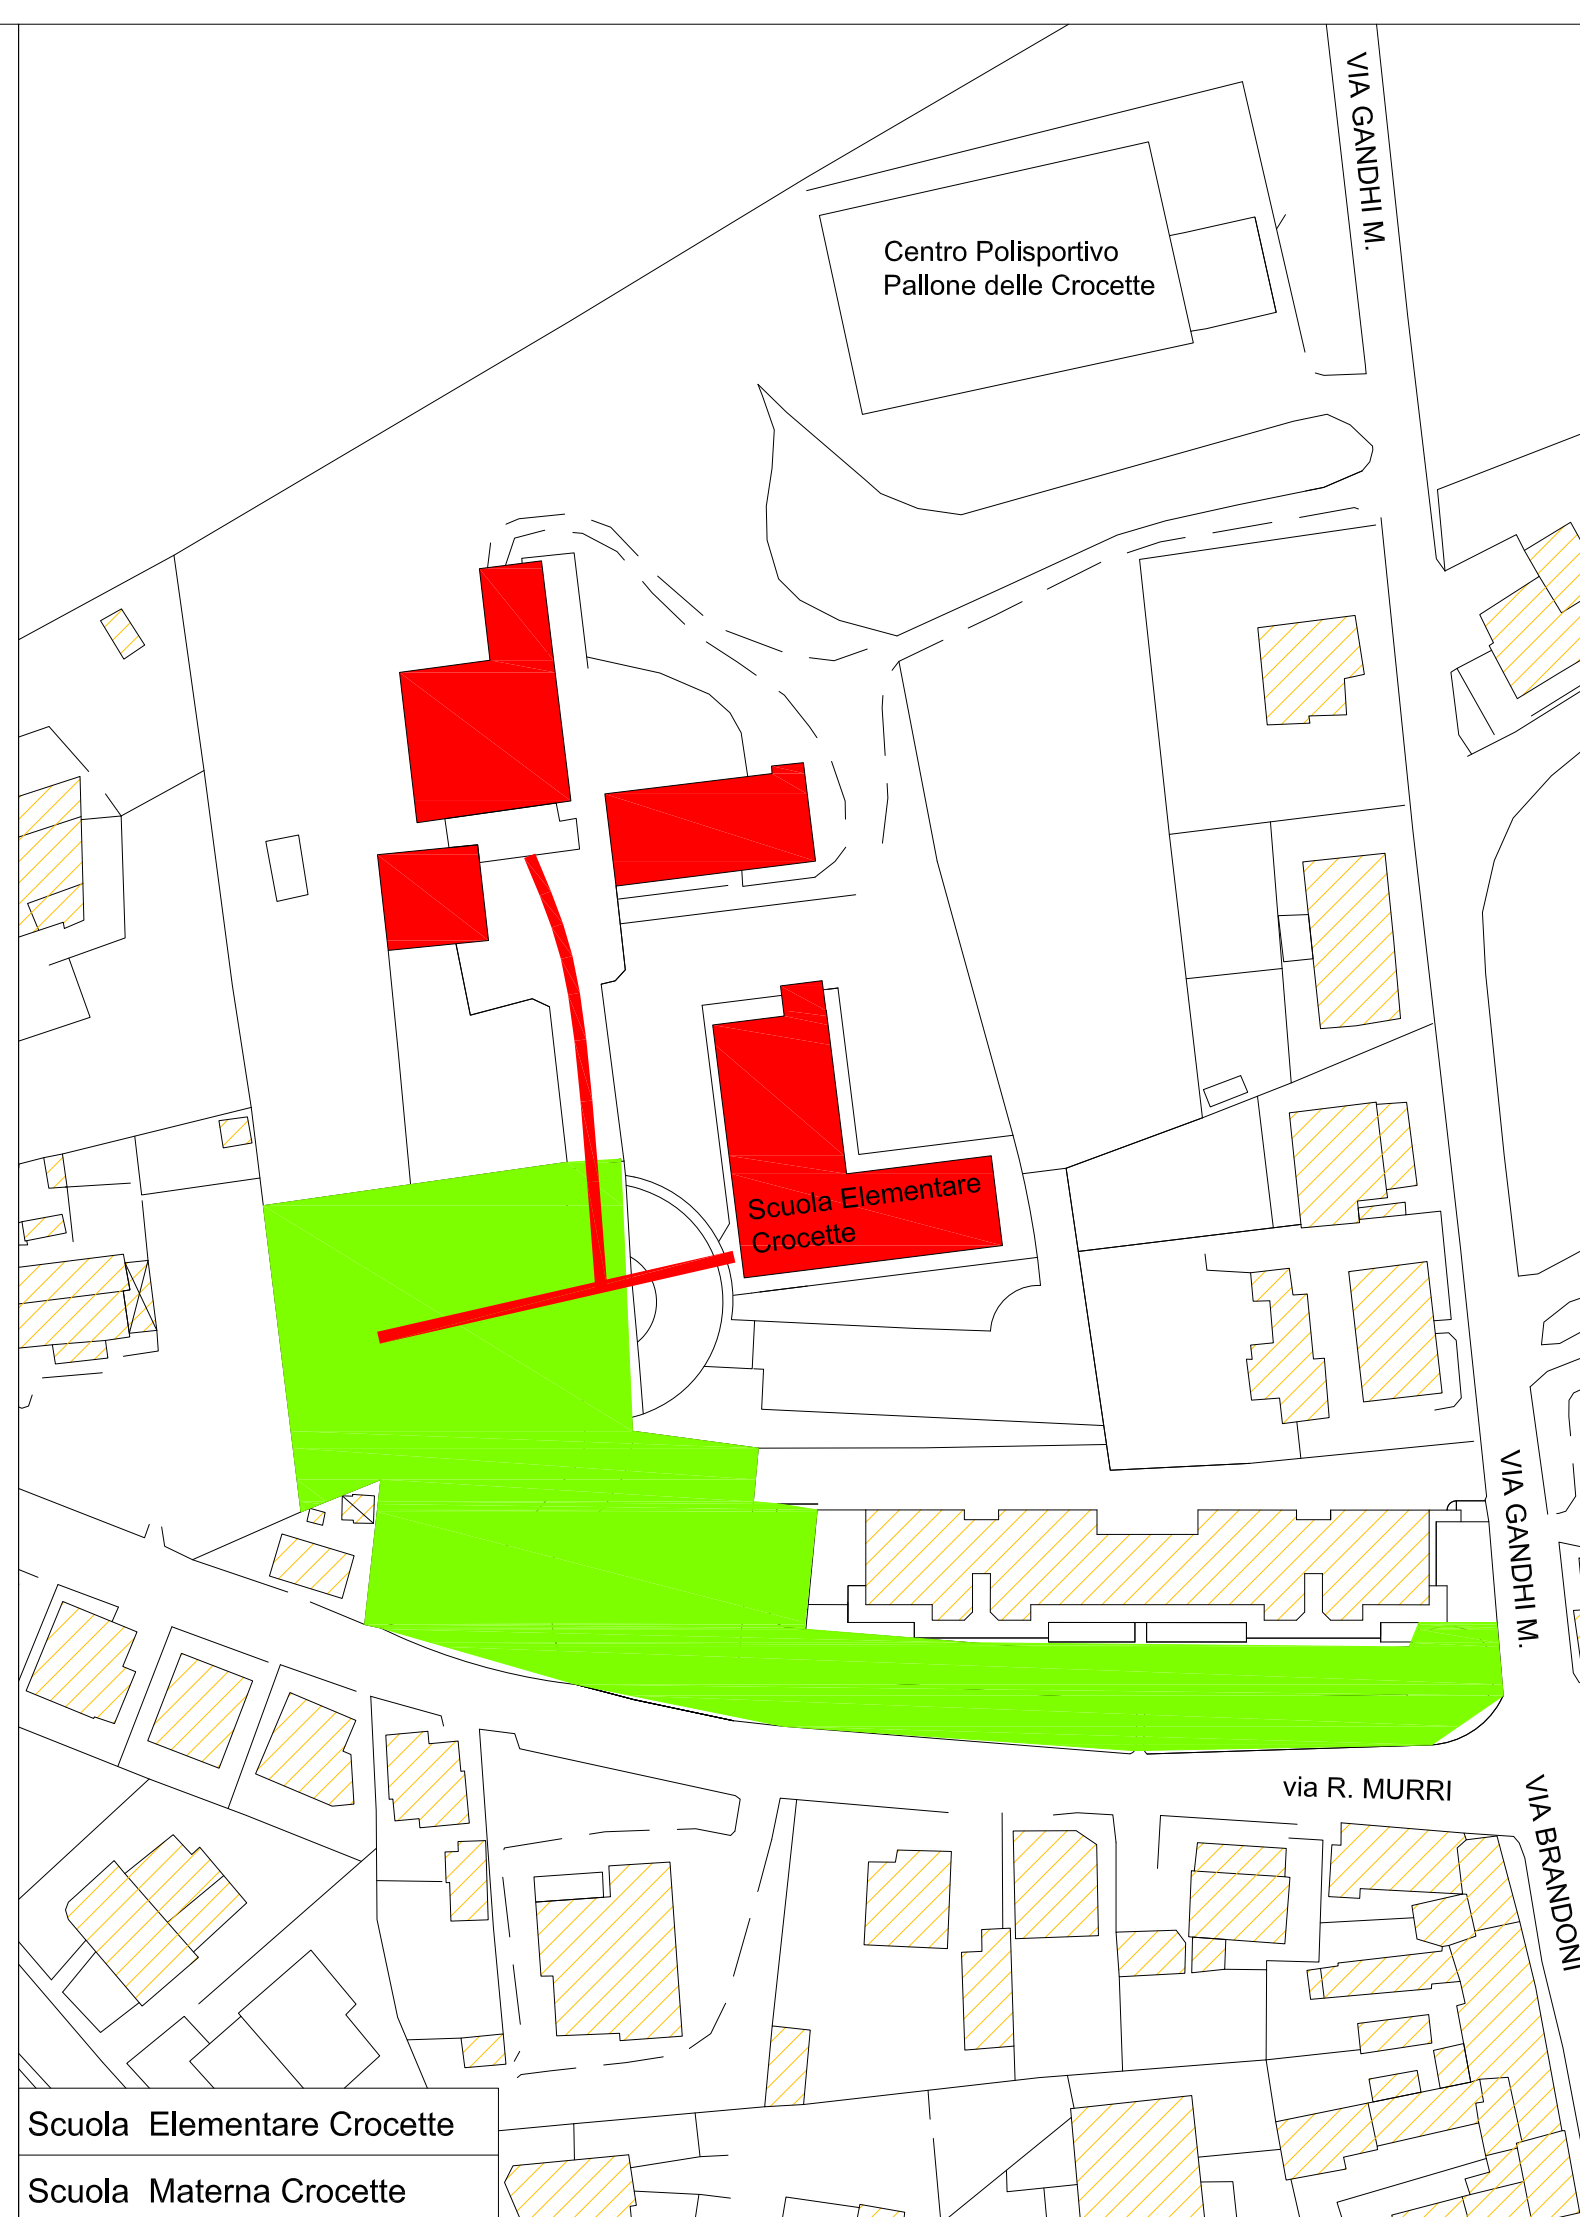 VIA GANDHI M.
Centro Polisportivo
Pallone delle Crocette
Scuola Elementare
Crocette
VIA GANDHI M.
via R. MURRI
VIA BRANDONI
Scuola Elementare Crocette
Scuola Materna Crocette